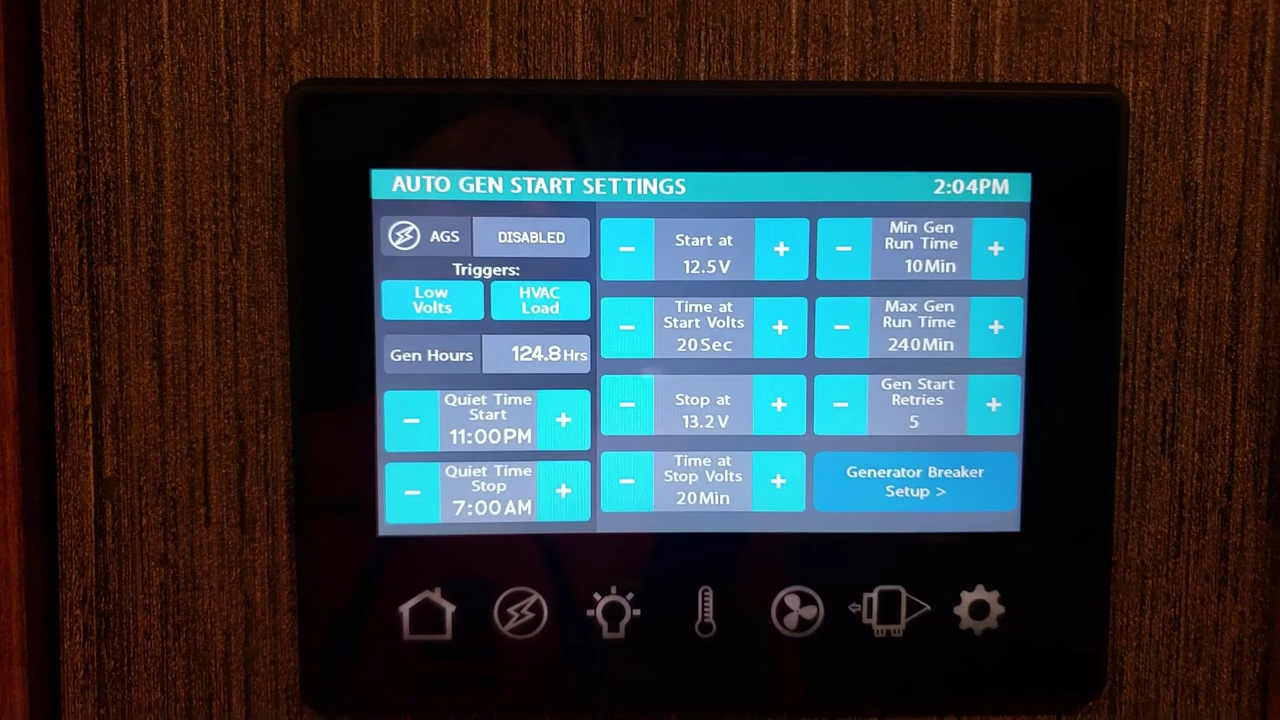 AUTO GEN START SETTINGS 2:04PM
AGS DISABLED
Triggers:
Low
Volts
HVAC
Load
Gen Hours 124.8Hrs
- Quiet Time +
Start
11:00PM
- Quiet Time +
Stop
7:00AM
- Start at +
12.5V
- Time at +
Start Volts
20Sec
- Stop at +
13.2V
- Time at +
Stop Volts
20Min
- Min Gen +
Run Time
10Min
- Max Gen +
Run Time
240Min
- Gen Start +
Retries
5
Generator Breaker
Setup >